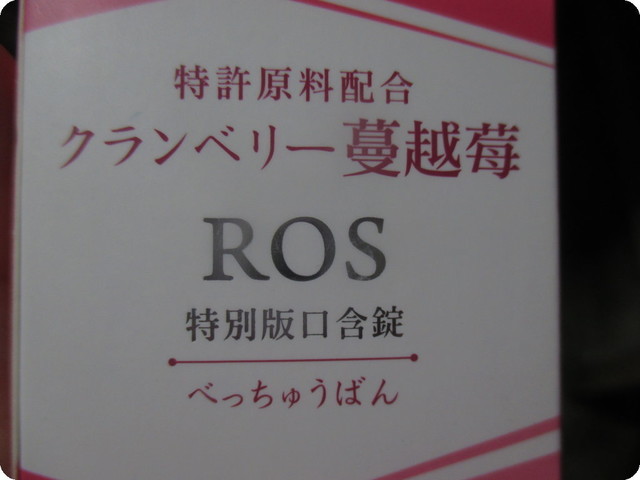 特許原料配合
クランベリー蔓越莓
ROS
特別版口含錠
べっちゅうばん